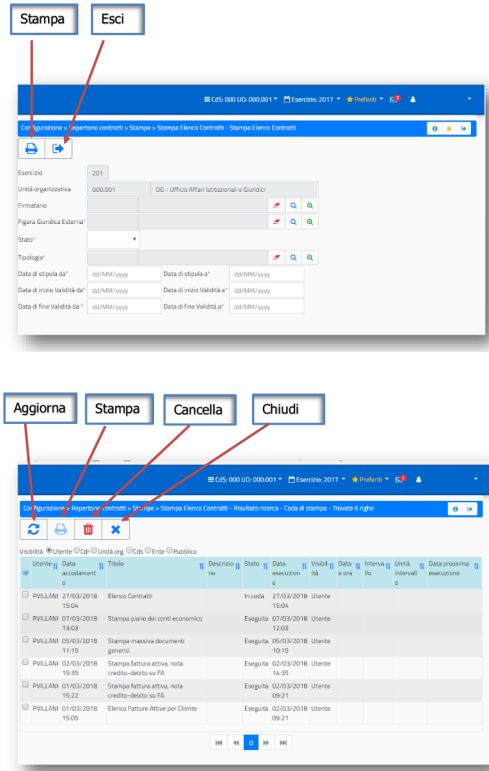 Stampa Esci
CdS: 000 UO: 000.001 Esercizio: 2017 Preferiti
Configurazione > Repertorio contratti > Stampe > Stampa Elenco Contratti - Stampa Elenco Contratti
Esercizio 201
Unità organizzativa 000.001 DG - Ufficio Affari Istituzionali e Giuridici
Firmatario
Figura Giuridica Esterna*
Stato*
Tipologia*
Data di stipula da* dd/MM/yyyy Data di stipula a* dd/MM/yyyy
Data di inizio Validità da* dd/MM/yyyy Data di inizio Validità a* dd/MM/yyyy
Data di fine Validità da* dd/MM/yyyy Data di fine Validità a* dd/MM/yyyy
Aggiorna Stampa Cancella Chiudi
CdS: 000 UO: 000.001 Esercizio: 2017 Preferiti
Configurazione > Repertorio contratti > Stampe > Stampa Elenco Contratti - Risultato ricerca - Coda di stampa - Trovate 6 righe
Visibilità Utente Cdr Unità org. Cds Ente Pubblica
Utente Data Titolo Descrizio Stato Data Visibil Data Interva Unità Data prossima
accodament ne esecuzion ità e ora llo intervall esecuzione
o e o
PVILLANI 27/03/2018 Elenco Contratti In coda 27/03/2018 Utente
15:04 15:04
PVILLANI 07/03/2018 Stampa piano dei conti economico Eseguita 07/03/2018 Utente
13:03 12:03
PVILLANI 05/03/2018 Stampa massiva documenti Eseguita 05/03/2018 Utente
11:15 generici 10:15
PVILLANI 02/03/2018 Stampa fattura attiva, nota Eseguita 02/03/2018 Utente
15:35 credito-debito su FA 14:35
PVILLANI 01/03/2018 Stampa fattura attiva, nota Eseguita 02/03/2018 Utente
15:22 credito-debito su FA 09:21
PVILLANI 01/03/2018 Elenco Fatture Attive per Cliente Eseguita 02/03/2018 Utente
15:05 09:21
0